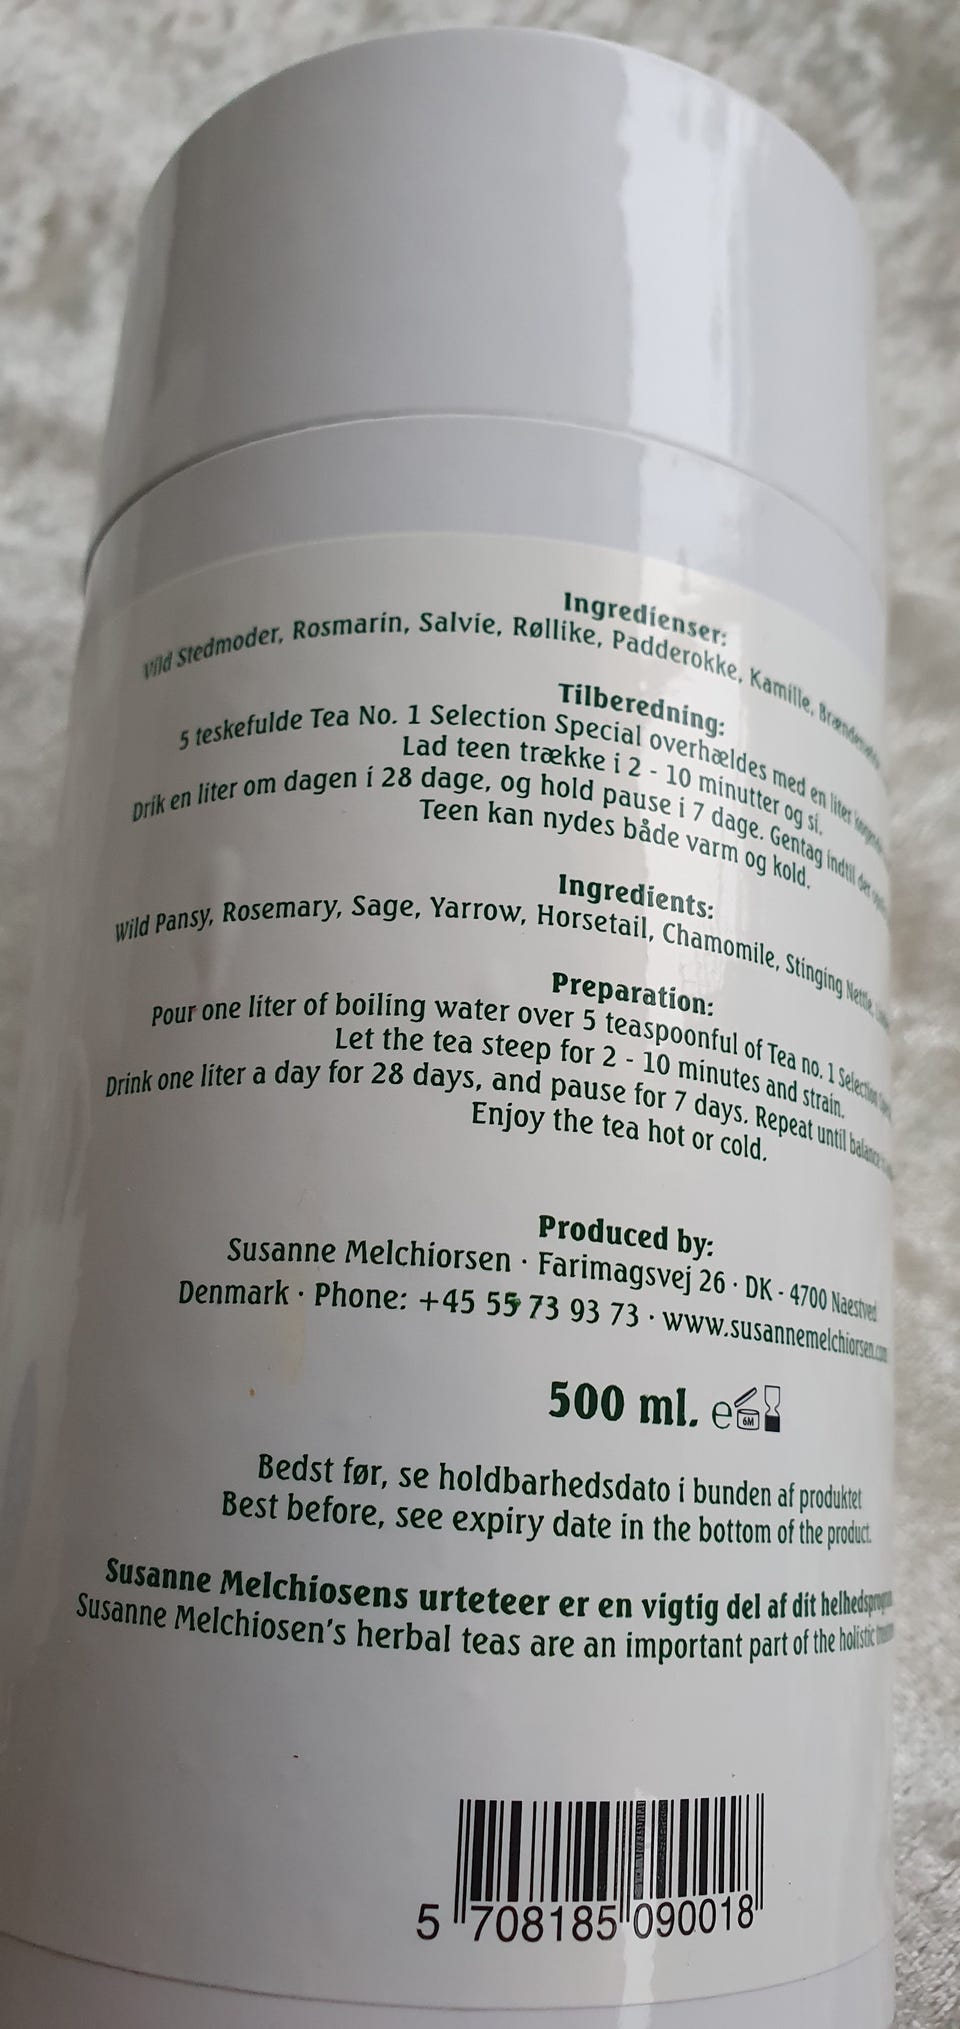 Ingredienser:
Vild Stedmoder, Rosmarin, Salvie, Røllike, Padderokke, Kamille,
Tilberedning:
5 teskefulde Tea No. 1 Selection Special overhældes med en liter
Lad teen trække i 2 - 10 minutter og si.
Drik en liter om dagen i 28 dage, og hold pause i 7 dage. Gentag indtil
Teen kan nydes både varm og kold.
Ingredients:
Wild Pansy, Rosemary, Sage, Yarrow, Horsetail, Chamomile, Stinging Nettle,
Preparation:
Pour one liter of boiling water over 5 teaspoonful of Tea no. 1 Selection
Let the tea steep for 2 - 10 minutes and strain.
Drink one liter a day for 28 days, and pause for 7 days. Repeat until balance
Enjoy the tea hot or cold.
Produced by:
Susanne Melchiorsen · Farimagsvej 26 · DK - 4700 Naestved
Denmark · Phone: +45 55 73 93 73 · www.susannemelchiorsen.com
500 ml. e 6M
Bedst før, se holdbarhedsdato i bunden af produktet
Best before, see expiry date in the bottom of the product.
Susanne Melchiosens urteteer er en vigtig del af dit
Susanne Melchiosen's herbal teas are an important part of the holistic
5 708185 090018